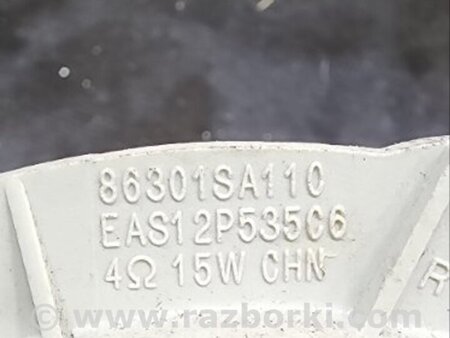 86301SA110
EAS12P535C6
4Ω 15W CHN
R
www.razborki.com